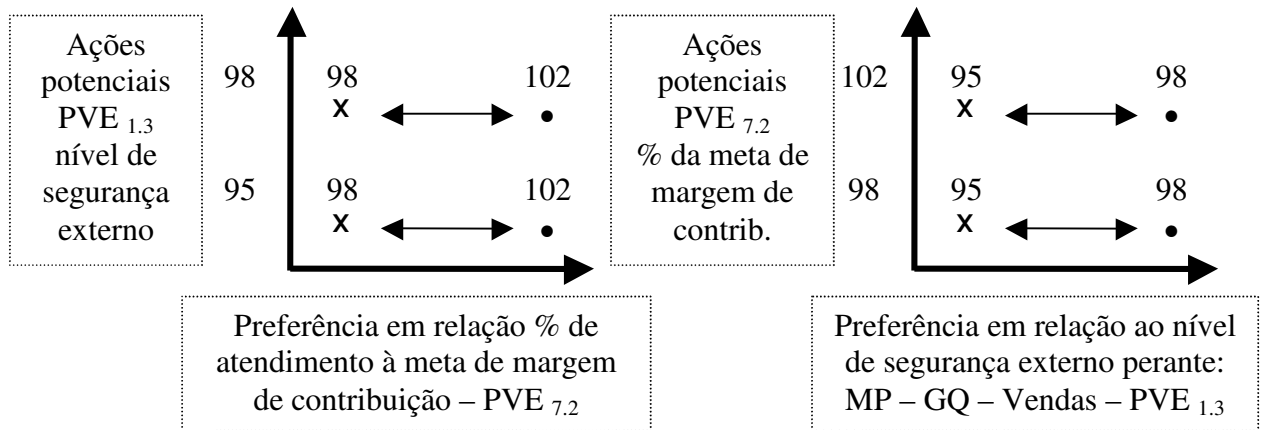 Ações
potenciais
PVE 1.3
nível de
segurança
externo
98 98 102
x •
95 98 102
x •
Preferência em relação % de
atendimento à meta de margem
de contribuição – PVE 7.2
Ações
potenciais
PVE 7.2
% da meta de
margem de
contrib.
102 95 98
x •
98 95 98
x •
Preferência em relação ao nível
de segurança externo perante:
MP – GQ – Vendas – PVE 1.3